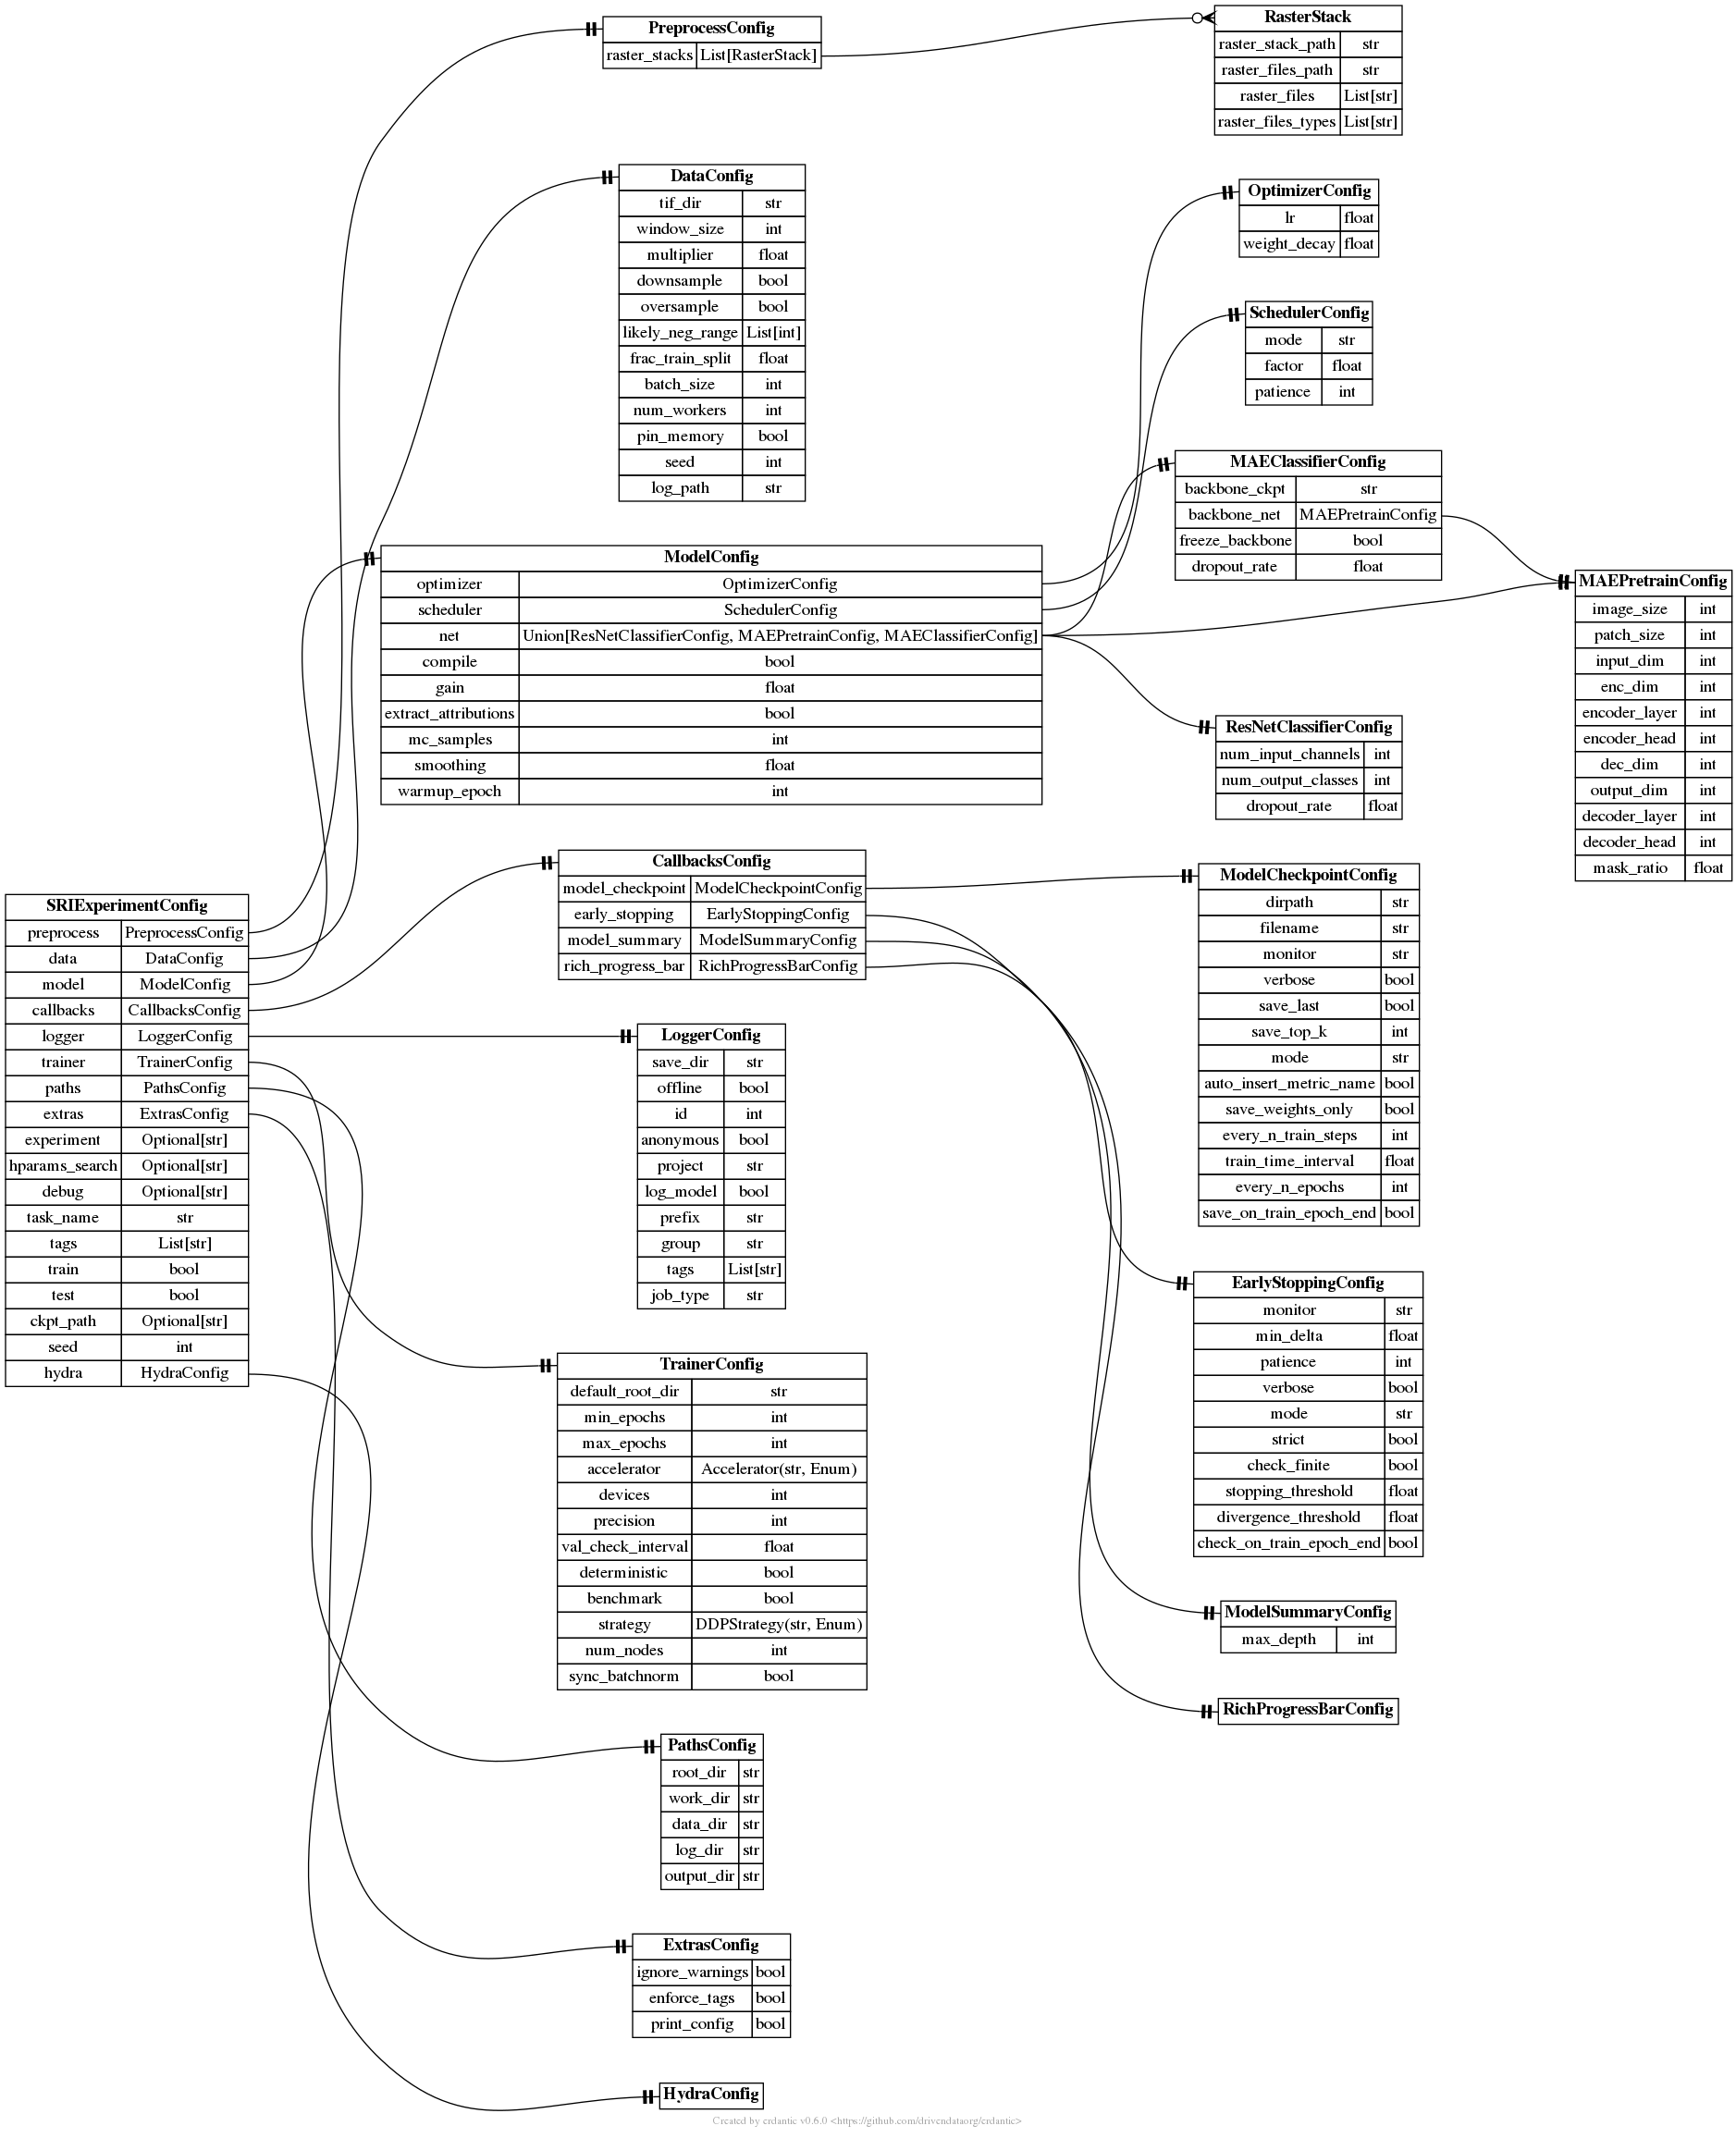 PreprocessConfig
raster_stacks List[RasterStack]
RasterStack
raster_stack_path str
raster_files_path str
raster_files List[str]
raster_files_types List[str]
DataConfig
tif_dir str
window_size int
multiplier float
downsample bool
oversample bool
likely_neg_range List[int]
frac_train_split float
batch_size int
num_workers int
pin_memory bool
seed int
log_path str
OptimizerConfig
lr float
weight_decay float
SchedulerConfig
mode str
factor float
patience int
MAEClassifierConfig
backbone_ckpt str
backbone_net MAEPretrainConfig
freeze_backbone bool
dropout_rate float
ModelConfig
optimizer OptimizerConfig
scheduler SchedulerConfig
net Union[ResNetClassifierConfig, MAEPretrainConfig, MAEClassifierConfig]
compile bool
gain float
extract_attributions bool
mc_samples int
smoothing float
warmup_epoch int
MAEPretrainConfig
image_size int
patch_size int
input_dim int
enc_dim int
encoder_layer int
encoder_head int
dec_dim int
output_dim int
decoder_layer int
decoder_head int
mask_ratio float
ResNetClassifierConfig
num_input_channels int
num_output_classes int
dropout_rate float
SRIExperimentConfig
preprocess PreprocessConfig
data DataConfig
model ModelConfig
callbacks CallbacksConfig
logger LoggerConfig
trainer TrainerConfig
paths PathsConfig
extras ExtrasConfig
experiment Optional[str]
hparams_search Optional[str]
debug Optional[str]
task_name str
tags List[str]
train bool
test bool
ckpt_path Optional[str]
seed int
hydra HydraConfig
CallbacksConfig
model_checkpoint ModelCheckpointConfig
early_stopping EarlyStoppingConfig
model_summary ModelSummaryConfig
rich_progress_bar RichProgressBarConfig
ModelCheckpointConfig
dirpath str
filename str
monitor str
verbose bool
save_last bool
save_top_k int
mode str
auto_insert_metric_name bool
save_weights_only bool
every_n_train_steps int
train_time_interval float
every_n_epochs int
save_on_train_epoch_end bool
LoggerConfig
save_dir str
offline bool
id int
anonymous bool
project str
log_model bool
prefix str
group str
tags List[str]
job_type str
EarlyStoppingConfig
monitor str
min_delta float
patience int
verbose bool
mode str
strict bool
check_finite bool
stopping_threshold float
divergence_threshold float
check_on_train_epoch_end bool
TrainerConfig
default_root_dir str
min_epochs int
max_epochs int
accelerator Accelerator(str, Enum)
devices int
precision int
val_check_interval float
deterministic bool
benchmark bool
strategy DDPStrategy(str, Enum)
num_nodes int
sync_batchnorm bool
ModelSummaryConfig
max_depth int
RichProgressBarConfig
PathsConfig
root_dir str
work_dir str
data_dir str
log_dir str
output_dir str
ExtrasConfig
ignore_warnings bool
enforce_tags bool
print_config bool
HydraConfig
Created by erdantic v0.6.0 <https://github.com/drivendataorg/erdantic>